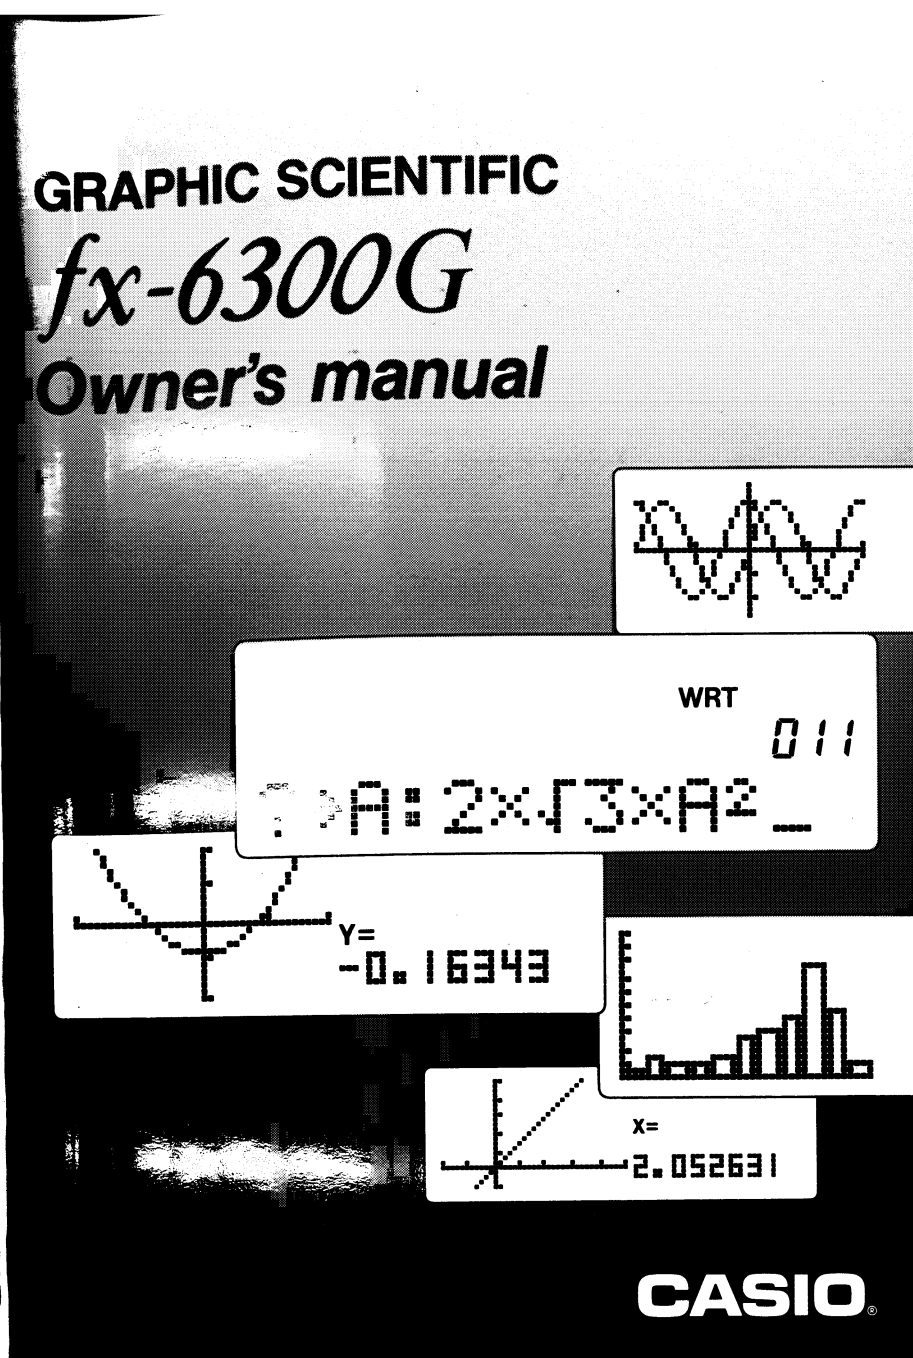 GRAPHIC SCIENTIFIC
fx-6300G
Owner's manual
WRT
011
?→A:2×√3×A²_
Y=
-0.16343
X=
2.052631
CASIO®